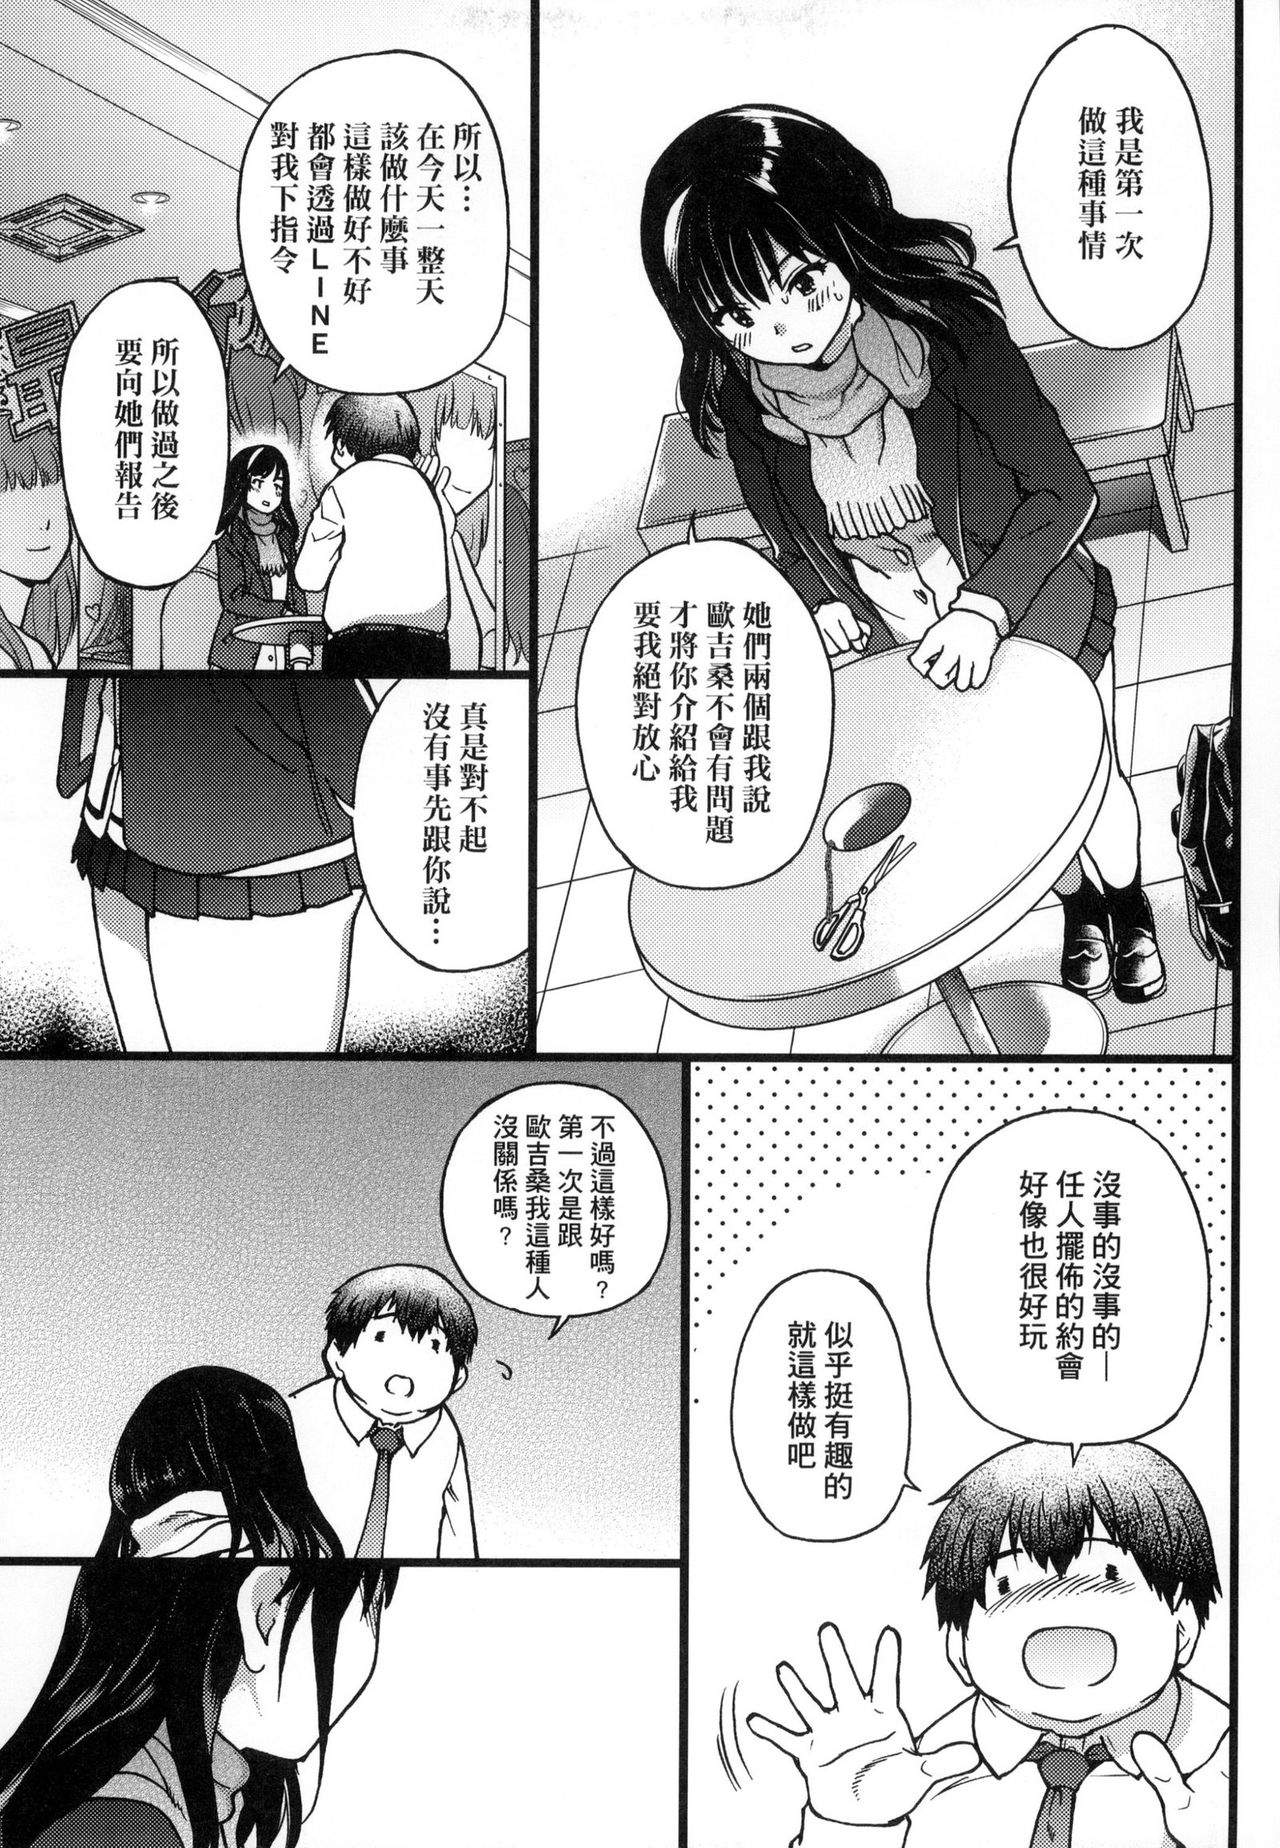 我是第一次
做這種事情
她們兩個跟我說
歐吉桑不會有問題
才將你介紹給我
要我絕對放心
所以…
在今天一整天
該做什麼事
這樣做好不好
都會透過LINE
對我下指令
所以做過之後
要向她們報告
真是對不起
沒有事先跟你說…
沒事的沒事的—
任人擺佈的約會
好像也很好玩
似乎挺有趣的
就這樣做吧
不過這樣好嗎？
第一次是跟
歐吉桑我這種人
沒關係嗎？